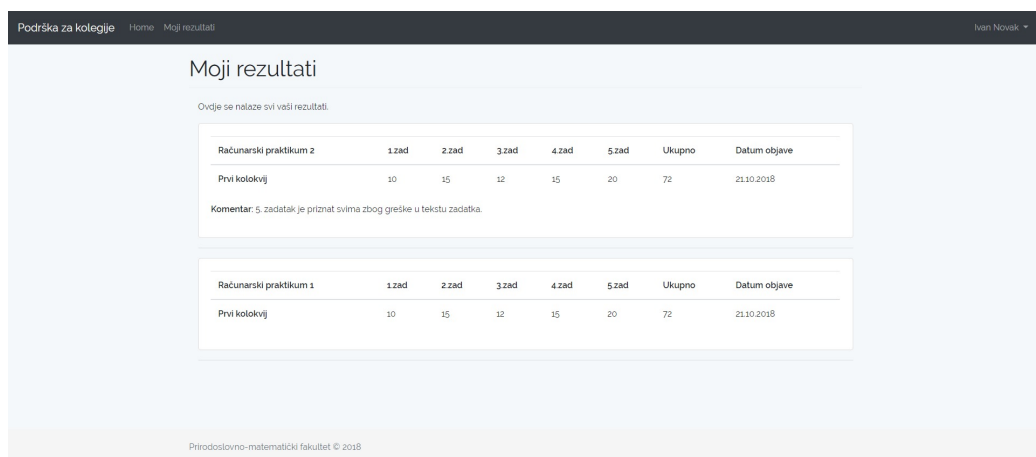 Podrška za kolegije Home Moji rezultati Ivan Novak
Moji rezultati
Ovdje se nalaze svi vaši rezultati.
Računarski praktikum 2 1.zad 2.zad 3.zad 4.zad 5.zad Ukupno Datum objave
Prvi kolokvij 10 15 12 15 20 72 21.10.2018
Komentar: 5. zadatak je priznat svima zbog greške u tekstu zadatka.
Računarski praktikum 1 1.zad 2.zad 3.zad 4.zad 5.zad Ukupno Datum objave
Prvi kolokvij 10 15 12 15 20 72 21.10.2018
Prirodoslovno-matematički fakultet © 2018